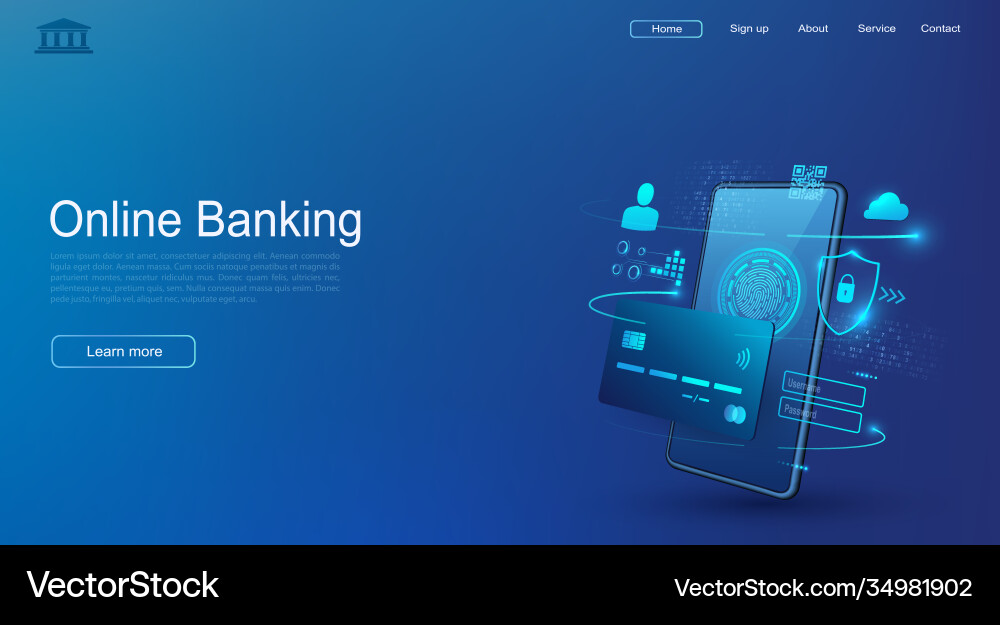 Home Sign up About Service Contact
Online Banking
Lorem ipsum dolor sit amet, consectetuer adipiscing elit. Aenean commodo
ligula eget dolor. Aenean massa. Cum sociis natoque penatibus et magnis dis
parturient montes, nascetur ridiculus mus. Donec quam felis, ultricies nec,
pellentesque eu, pretium quis, sem. Nulla consequat massa quis enim. Donec
pede justo, fringilla vel, aliquet nec, vulputate eget, arcu.
Learn more
Username
Password
VectorStock
VectorStock.com/34981902